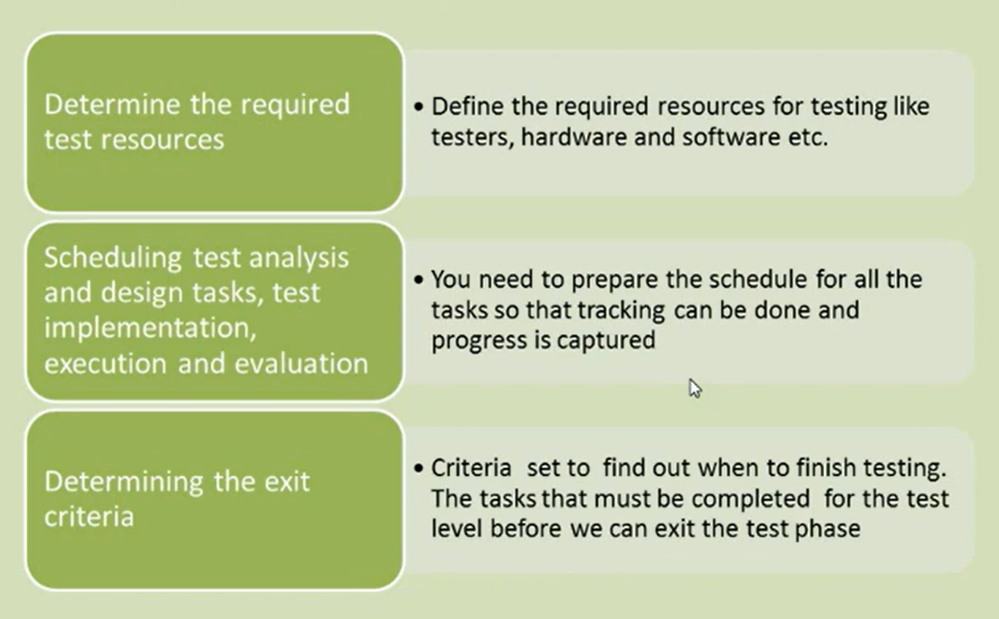 Determine the required
test resources
• Define the required resources for testing like
testers, hardware and software etc.
Scheduling test analysis
and design tasks, test
implementation,
execution and evaluation
• You need to prepare the schedule for all the
tasks so that tracking can be done and
progress is captured
Determining the exit
criteria
• Criteria set to find out when to finish testing.
The tasks that must be completed for the test
level before we can exit the test phase